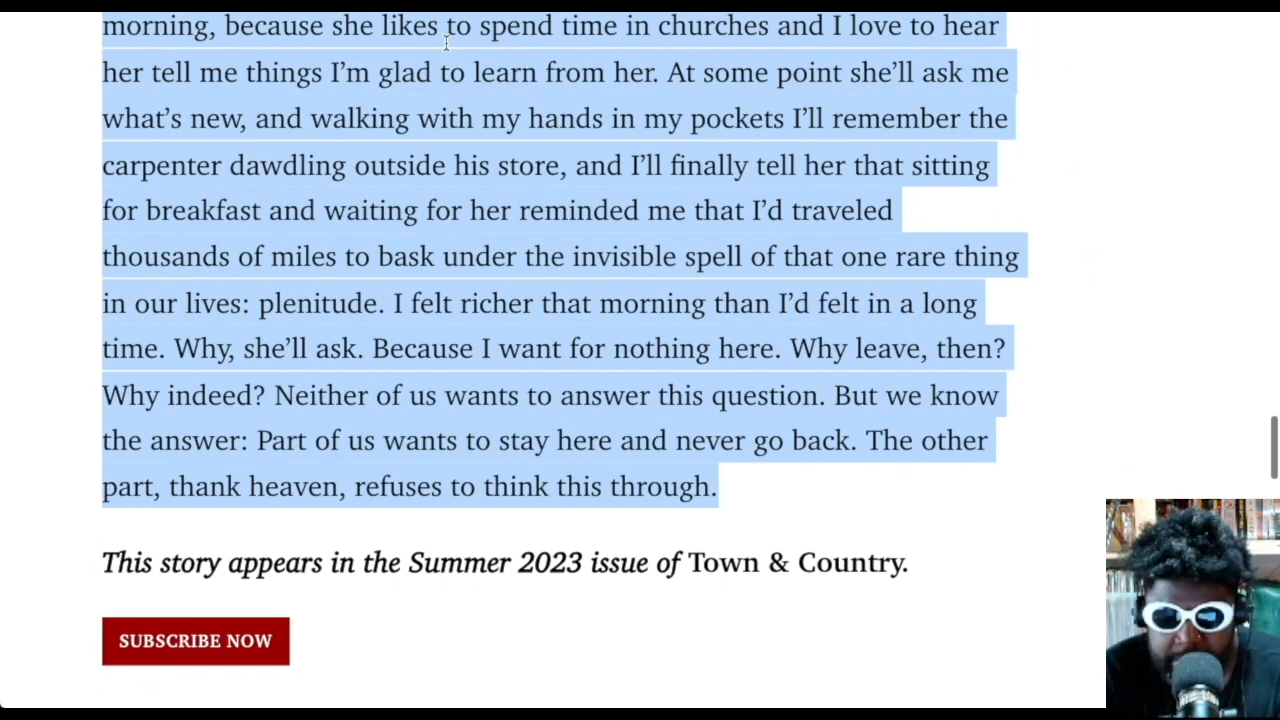 morning, because she likes to spend time in churches and I love to hear
her tell me things I’m glad to learn from her. At some point she’ll ask me
what’s new, and walking with my hands in my pockets I’ll remember the
carpenter dawdling outside his store, and I’ll finally tell her that sitting
for breakfast and waiting for her reminded me that I’d traveled
thousands of miles to bask under the invisible spell of that one rare thing
in our lives: plenitude. I felt richer that morning than I’d felt in a long
time. Why, she’ll ask. Because I want for nothing here. Why leave, then?
Why indeed? Neither of us wants to answer this question. But we know
the answer: Part of us wants to stay here and never go back. The other
part, thank heaven, refuses to think this through.
This story appears in the Summer 2023 issue of Town & Country.
SUBSCRIBE NOW